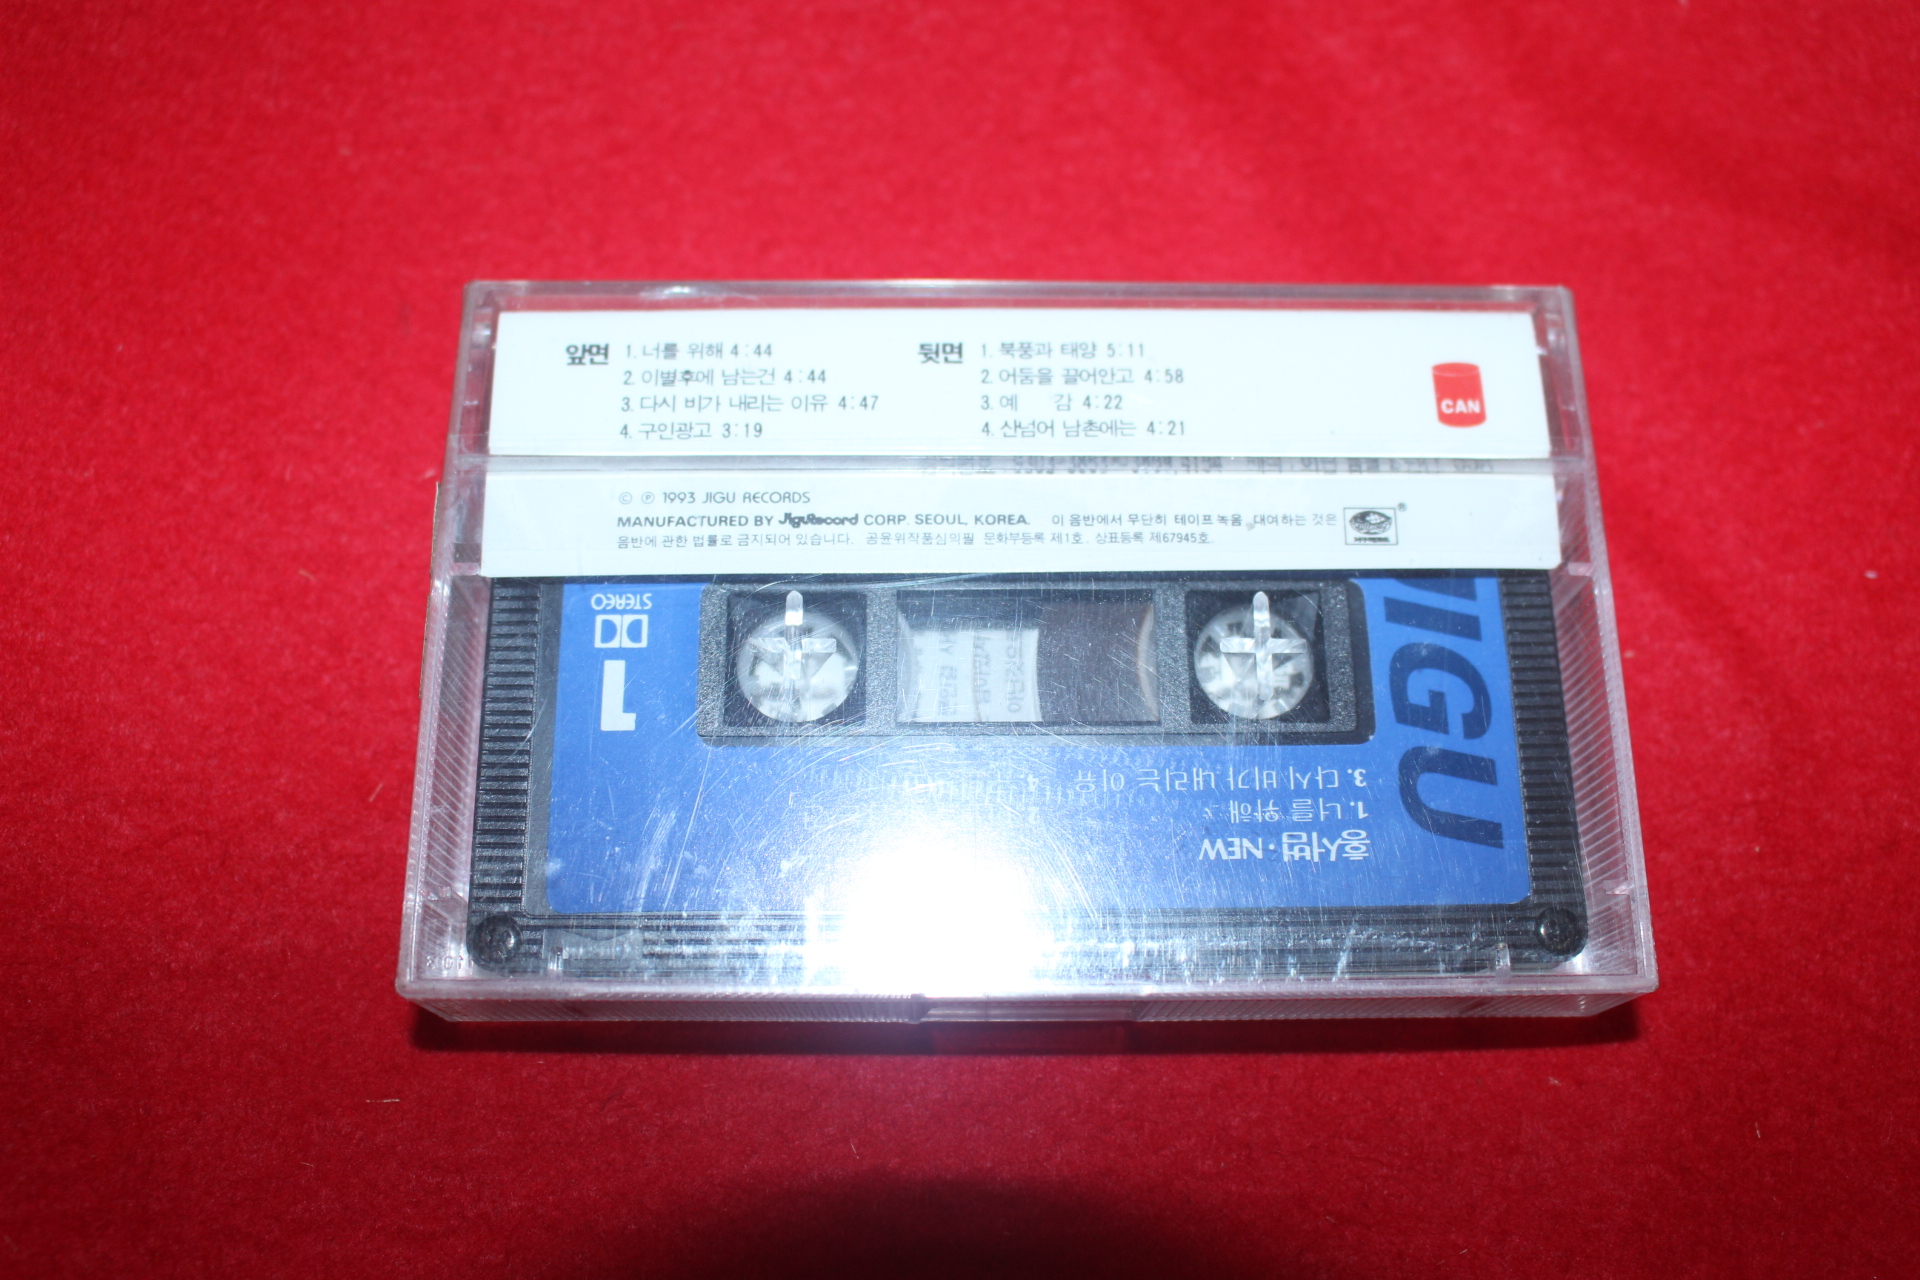 앞면 1. 너를 위해 4:44
2. 이별후에 남는건 4:44
3. 다시 비가 내리는 이유 4:47
4. 구인광고 3:19
뒷면 1. 북풍과 태양 5:11
2. 어둠을 끌어안고 4:58
3. 예 감 4:22
4. 산넘어 남촌에는 4:21
CAN
© ℗ 1993 JIGU RECORDS
MANUFACTURED BY JiguRecord CORP. SEOUL, KOREA. 이 음반에서 무단히 테이프 녹음, 대여하는 것은
음반에 관한 법률로 금지되어 있습니다. 공윤위작품심의필 문화부등록 제1호. 상표등록 제67945호.
®
STEREO
1
JIGU
3. 다시 비가 내리는 이유 4.
1. 너를 위해
홍서범·NEW